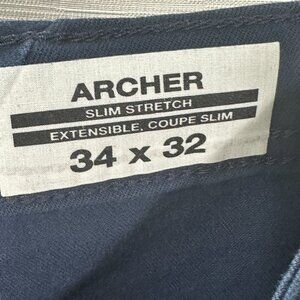 ARCHER
SLIM STRETCH
EXTENSIBLE, COUPE SLIM
34 x 32